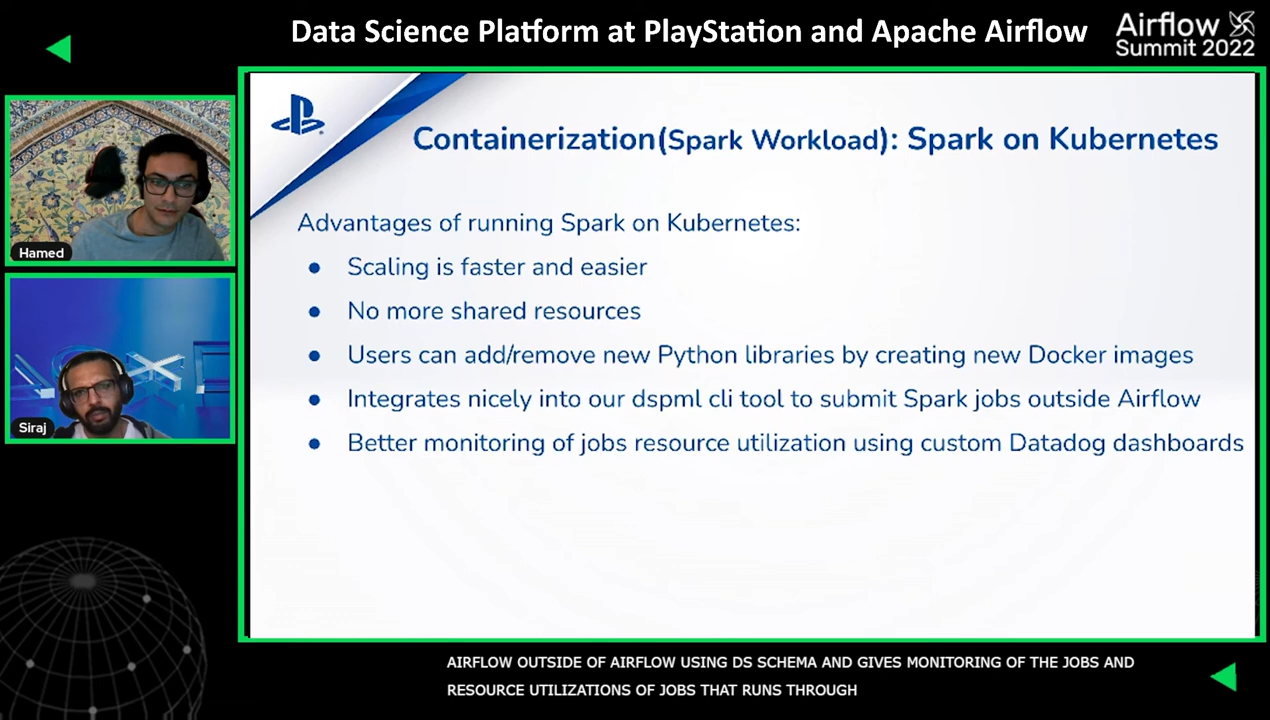 Data Science Platform at PlayStation and Apache Airflow
Airflow
Summit 2022
Containerization(Spark Workload): Spark on Kubernetes
Advantages of running Spark on Kubernetes:
● Scaling is faster and easier
● No more shared resources
● Users can add/remove new Python libraries by creating new Docker images
● Integrates nicely into our dspml cli tool to submit Spark jobs outside Airflow
● Better monitoring of jobs resource utilization using custom Datadog dashboards
Hamed
Siraj
AIRFLOW OUTSIDE OF AIRFLOW USING DS SCHEMA AND GIVES MONITORING OF THE JOBS AND
RESOURCE UTILIZATIONS OF JOBS THAT RUNS THROUGH